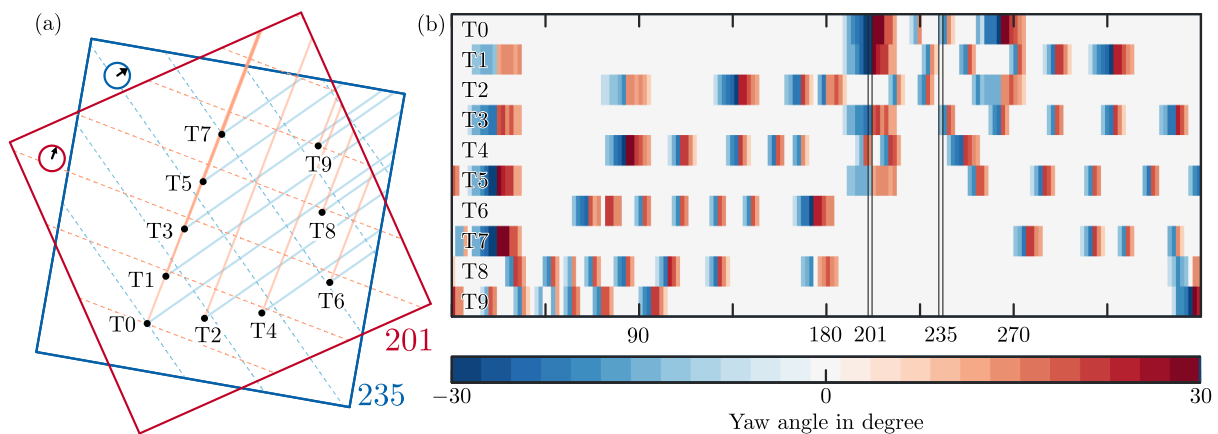 (a)
T7
T9
T5
T3
T8
T1
T6
T0
T2
T4
201
235
(b)
T0
T1
T2
T3
T4
T5
T6
T7
T8
T9
90
180
201
235
270
−30
0
30
Yaw angle in degree